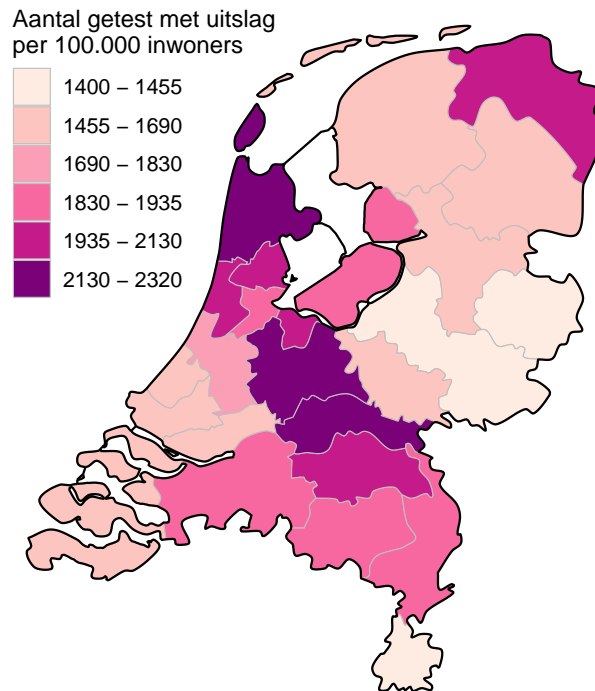 Aantal getest met uitslag
per 100.000 inwoners
1400 – 1455
1455 – 1690
1690 – 1830
1830 – 1935
1935 – 2130
2130 – 2320